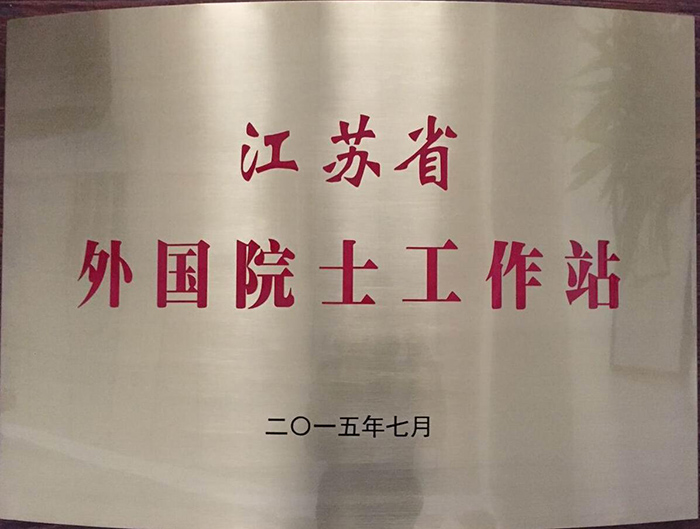 江苏省
外国院士工作站
二〇一五年七月